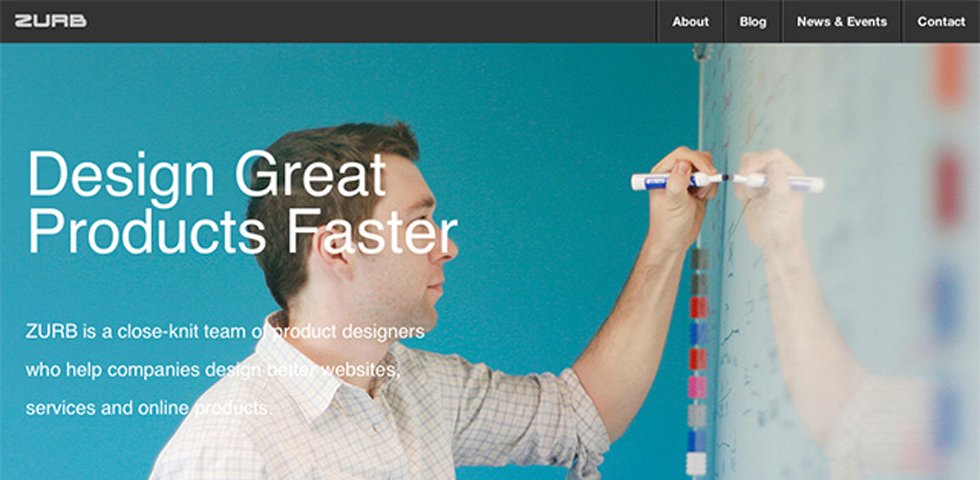 ZURB
About
Blog
News & Events
Contact
Design Great
Products Faster
ZURB is a close-knit team of product designers
who help companies design better websites,
services and online products.